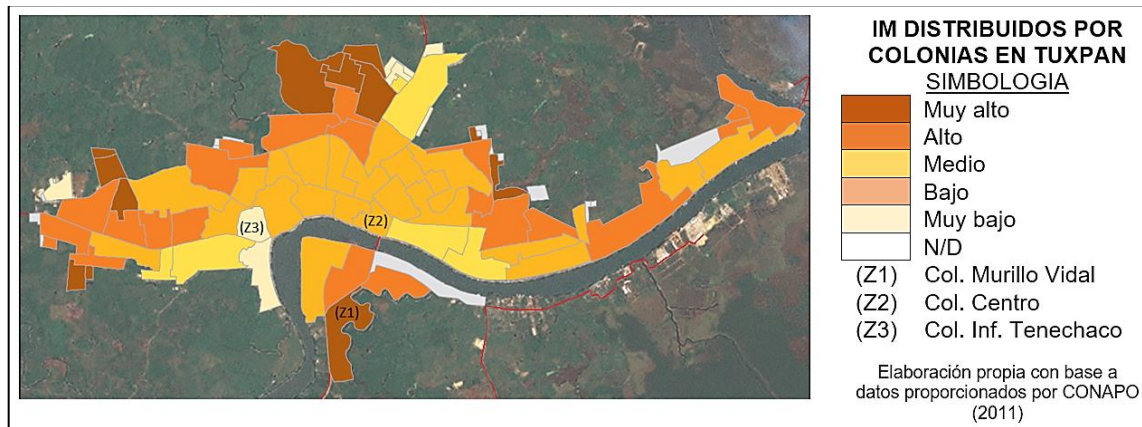 IM DISTRIBUIDOS POR
COLONIAS EN TUXPAN
SIMBOLOGIA
Muy alto
Alto
Medio
Bajo
Muy bajo
N/D
(Z1) Col. Murillo Vidal
(Z2) Col. Centro
(Z3) Col. Inf. Tenechaco
Elaboración propia con base a
datos proporcionados por CONAPO
(2011)
(Z3)
(Z2)
(Z1)